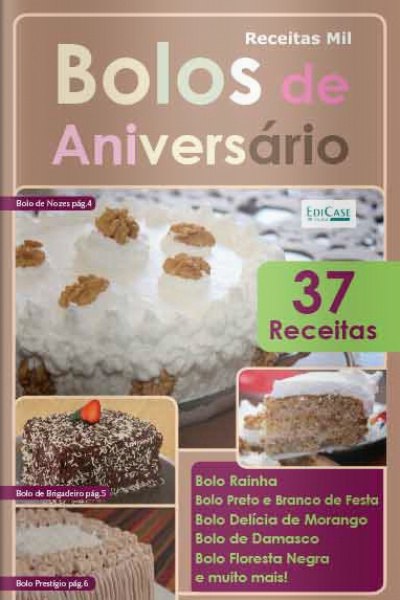 Receitas Mil
Bolos de
Aniversário
Bolo de Nozes pág.4
EDICASE
37
Receitas
Bolo de Brigadeiro pág.5
Bolo Rainha
Bolo Preto e Branco de Festa
Bolo Delícia de Morango
Bolo de Damasco
Bolo Floresta Negra
e muito mais!
Bolo Prestígio pág.6